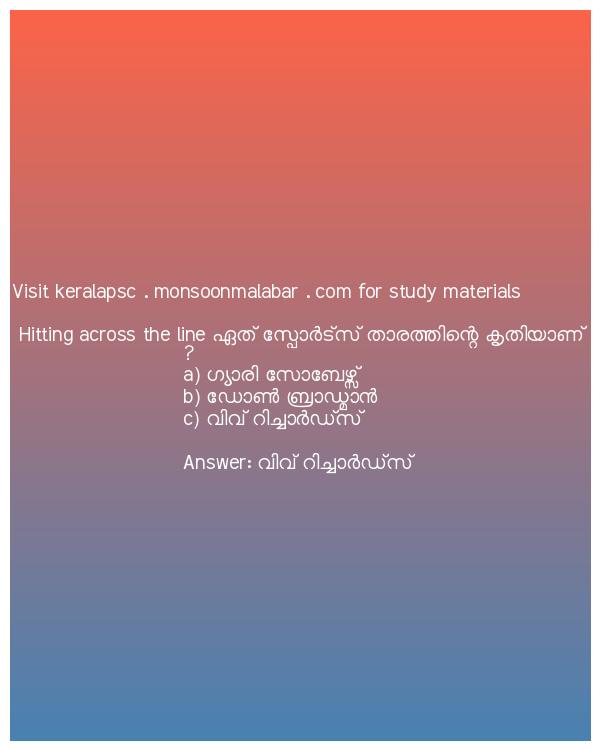 Visit keralapsc . monsoonmalabar . com for study materials
Hitting across the line ഏത് സ്പോർട്സ് താരത്തിന്റെ കൃതിയാണ്
?
a) ഗ്യാരി സോബേഴ്സ്
b) ഡോൺ ബ്രാഡ്മാൻ
c) വിവ് റിച്ചാർഡ്സ്
Answer: വിവ് റിച്ചാർഡ്സ്